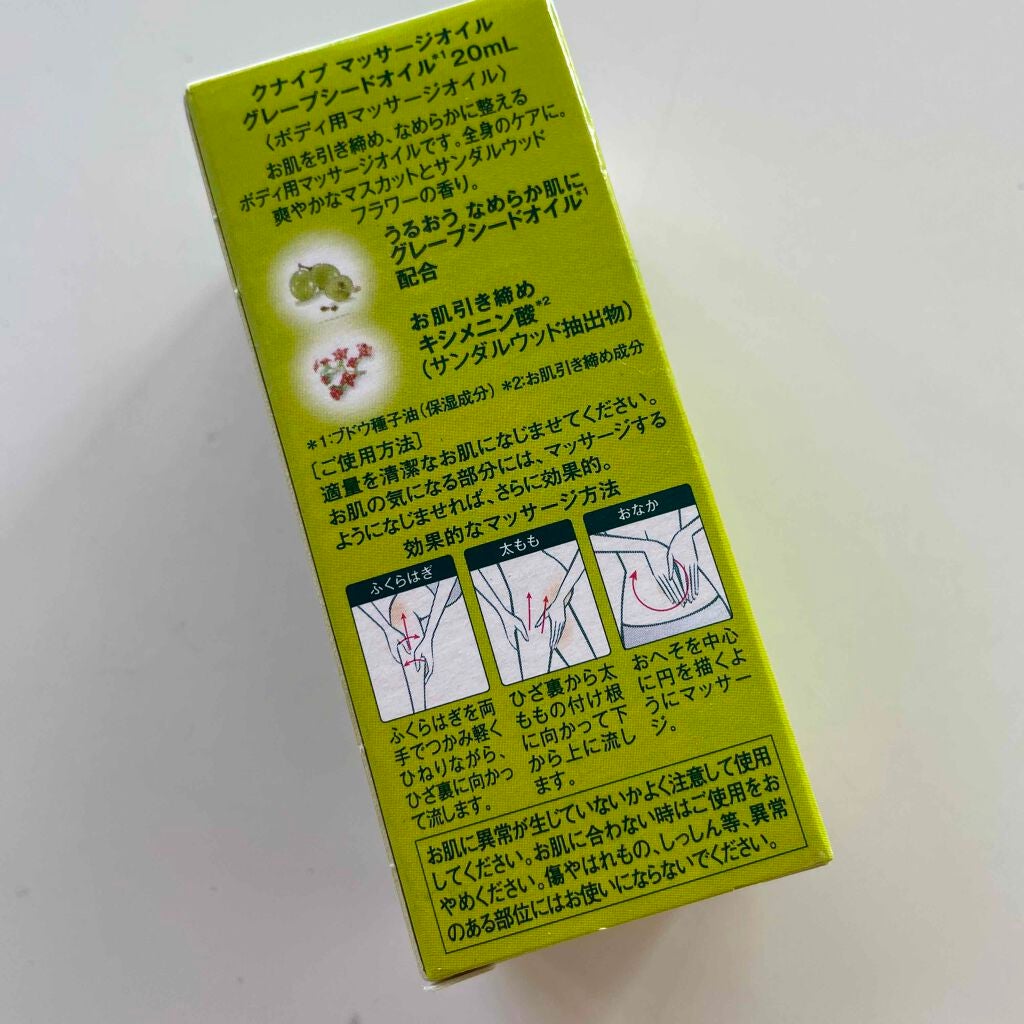 クナイプ マッサージオイル
グレープシードオイル*1 20mL
〈ボディ用マッサージオイル〉
お肌を引き締め、なめらかに整える
ボディ用マッサージオイルです。全身のケアに。
爽やかなマスカットとサンダルウッド
フラワーの香り。
うるおう なめらか肌に
グレープシードオイル*1
配合
お肌引き締め
キシメニン酸*2
（サンダルウッド抽出物）
*1:ブドウ種子油（保湿成分） *2:お肌引き締め成分
［ご使用方法］
適量を清潔なお肌になじませてください。
お肌の気になる部分には、マッサージする
ようになじませれば、さらに効果的。
効果的なマッサージ方法
ふくらはぎ
ふくらはぎを両
手でつかみ軽く
ひねりながら、
ひざ裏に向かっ
て流します。
太もも
ひざ裏から太
ももの付け根
に向かって下
から上に流し
ます。
おなか
おへそを中心
に円を描くよ
うにマッサー
ジ。
お肌に異常が生じていないかよく注意して使用
してください。お肌に合わない時はご使用をお
やめください。傷やはれもの、しっしん等、異常
のある部位にはお使いにならないでください。